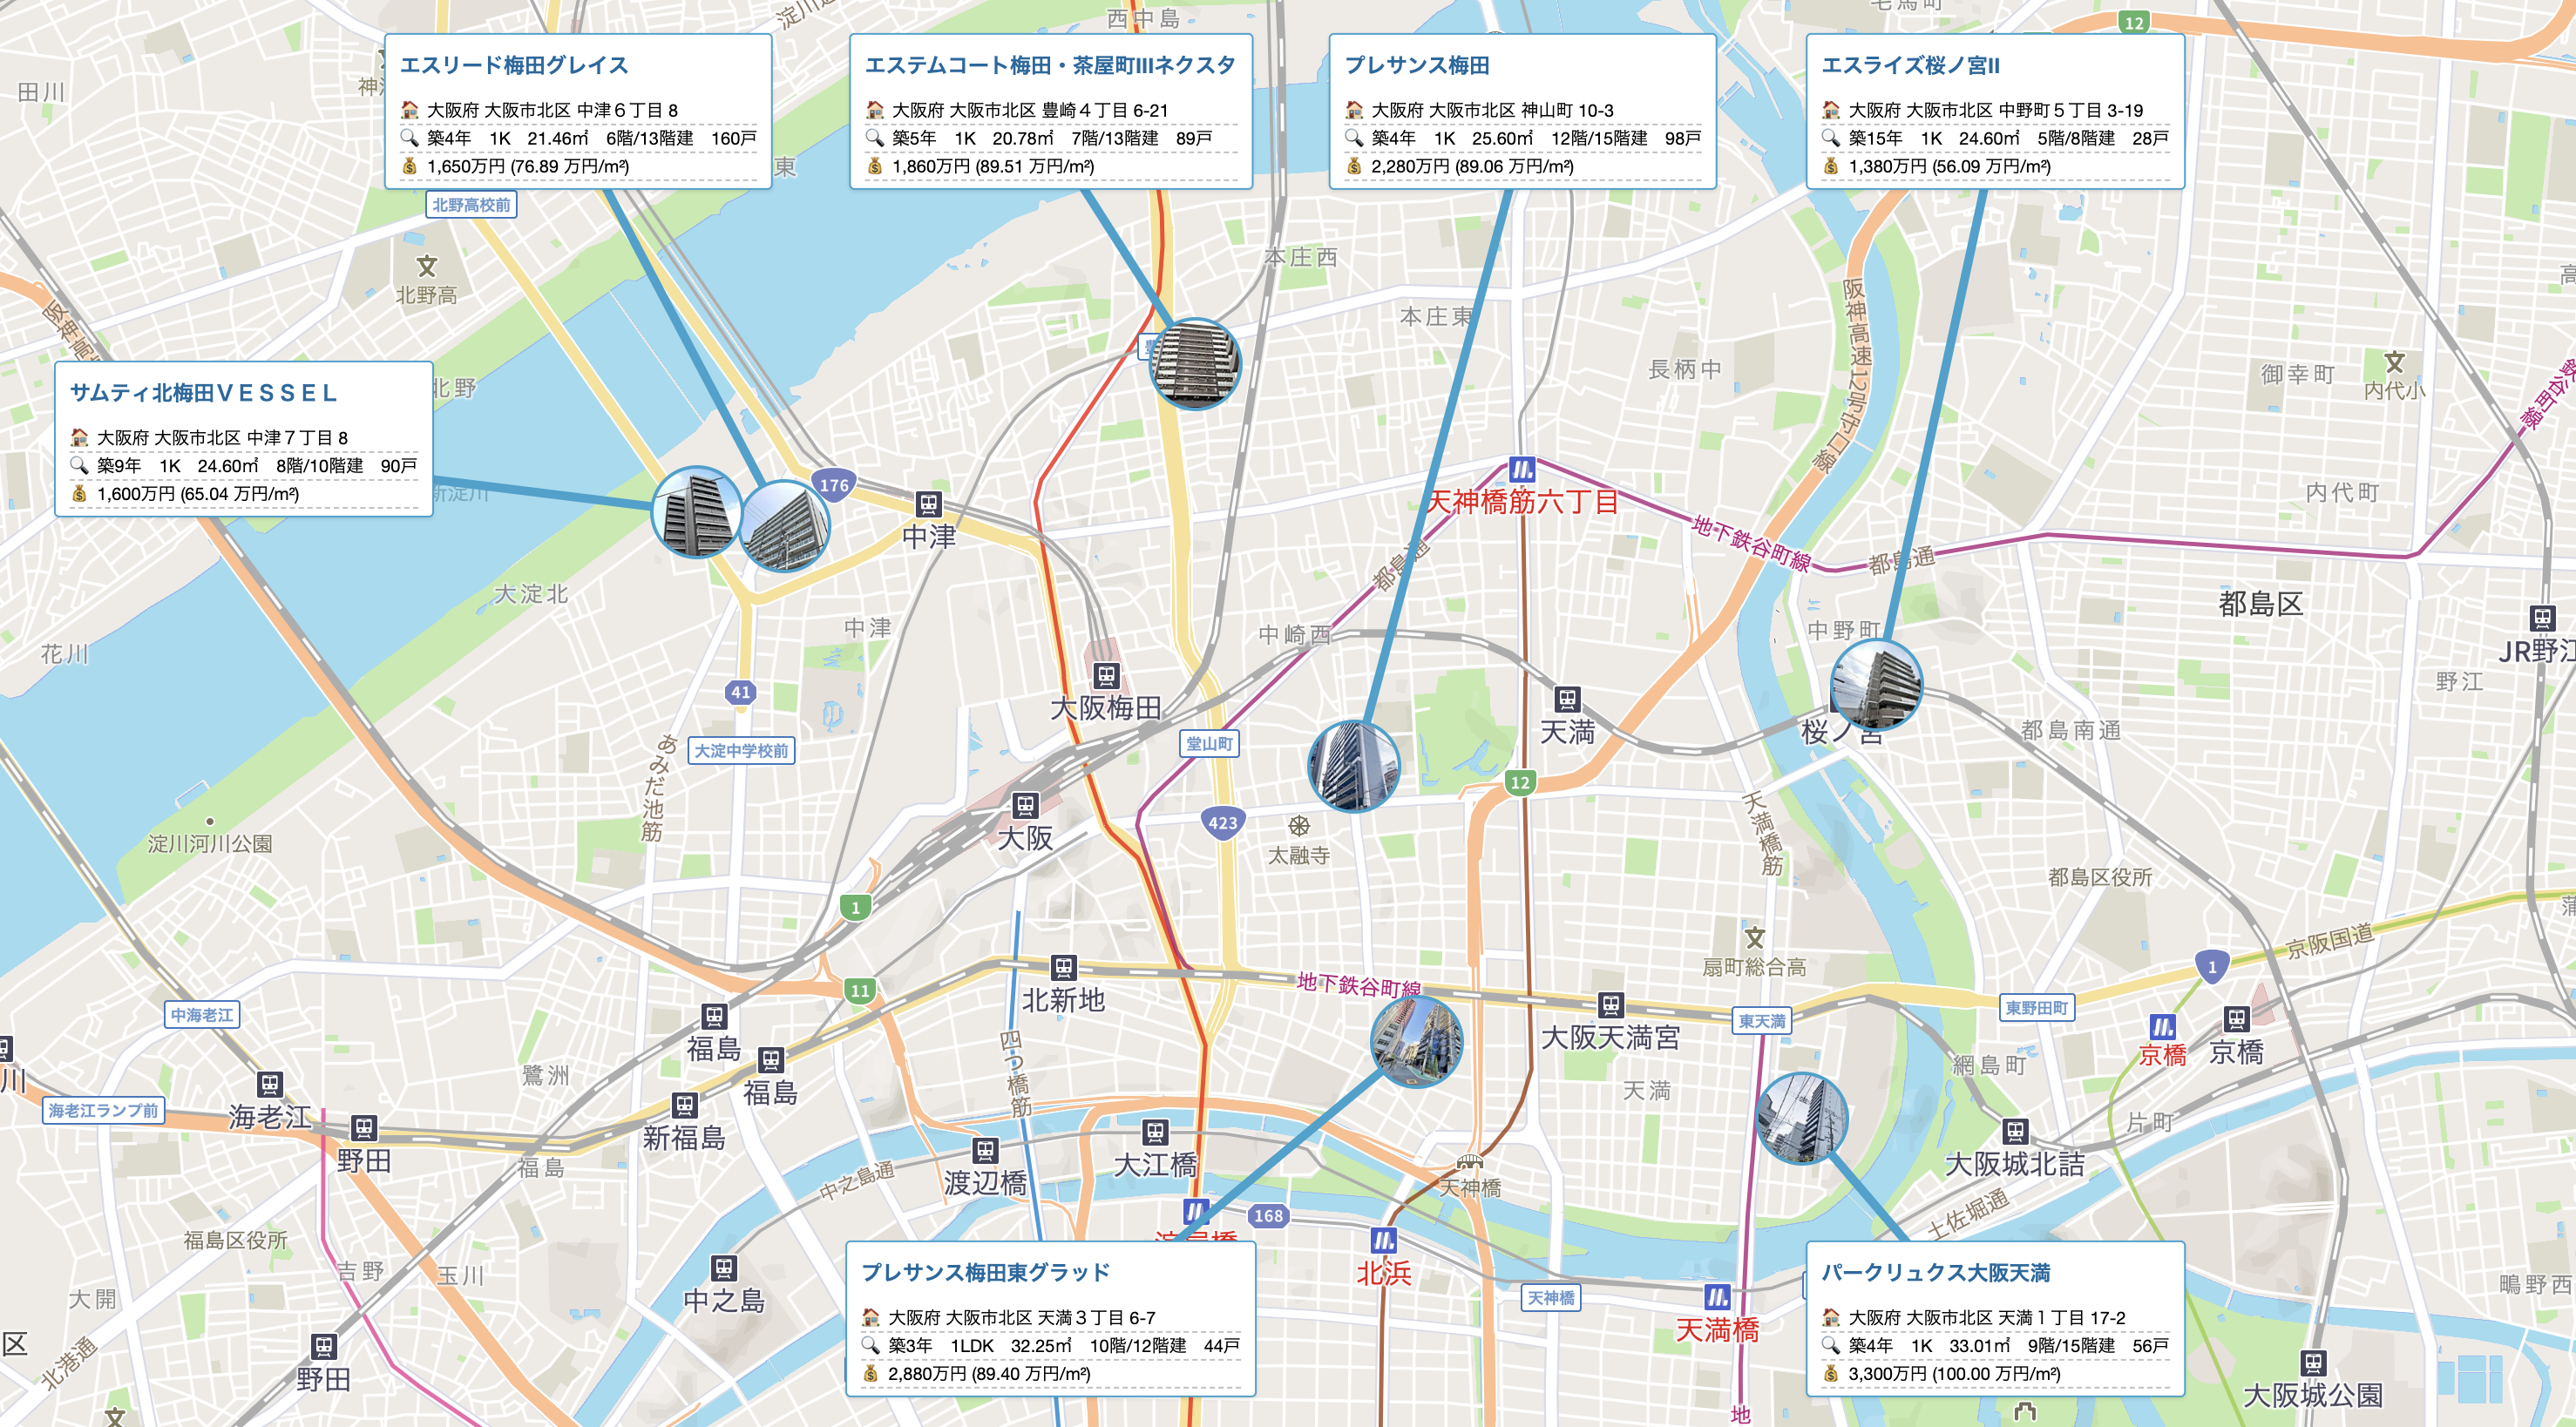 エスリード梅田グレイス
大阪府 大阪市北区 中津６丁目 8
築4年 1K 21.46㎡ 6階/13階建 160戸
1,650万円 (76.89 万円/m²)
エステムコート梅田・茶屋町IIIネクスタ
大阪府 大阪市北区 豊崎４丁目 6-21
築5年 1K 20.78㎡ 7階/13階建 89戸
1,860万円 (89.51 万円/m²)
プレサンス梅田
大阪府 大阪市北区 神山町 10-3
築4年 1K 25.60㎡ 12階/15階建 98戸
2,280万円 (89.06 万円/m²)
エスライズ桜ノ宮II
大阪府 大阪市北区 中野町５丁目 3-19
築15年 1K 24.60㎡ 5階/8階建 28戸
1,380万円 (56.09 万円/m²)
サムティ北梅田ＶＥＳＳＥＬ
大阪府 大阪市北区 中津７丁目 8
築9年 1K 24.60㎡ 8階/10階建 90戸
1,600万円 (65.04 万円/m²)
プレサンス梅田東グラッド
大阪府 大阪市北区 天満３丁目 6-7
築3年 1LDK 32.25㎡ 10階/12階建 44戸
2,880万円 (89.40 万円/m²)
パークリュクス大阪天満
大阪府 大阪市北区 天満１丁目 17-2
築4年 1K 33.01㎡ 9階/15階建 56戸
3,300万円 (100.00 万円/m²)
西中島
12
田川
東
北野高校前
北野高
本庄西
本庄東
長柄中
阪神高速12号守口線
御幸町
内代小
北野
新淀川
176
中津
天神橋筋六丁目
地下鉄谷町線
都島通
都島通
内代町
大淀北
中津
中崎西
中野町
都島区
JR野江
野江
花川
41
大阪梅田
天満
桜ノ宮
都島南通
大淀中学校前
堂山町
あみだ池筋
12
大阪
423
太融寺
天満橋筋
淀川河川公園
都島区役所
1
扇町総合高
京阪国道
1
11
北新地
地下鉄谷町線
大阪天満宮
東天満
東野田町
中海老江
福島
福島
四つ橋筋
京橋
京橋
網島町
鷺洲
天満
海老江ランプ前
海老江
野田
新福島
福島
片町
渡辺橋
大江橋
大阪城北詰
中之島通
天神橋
土佐堀通
168
淀屋橋
北浜
福島区役所
吉野
玉川
中之島
天神橋
天満橋
鴫野西
大開
区
北港通
野田
大阪城公園
地